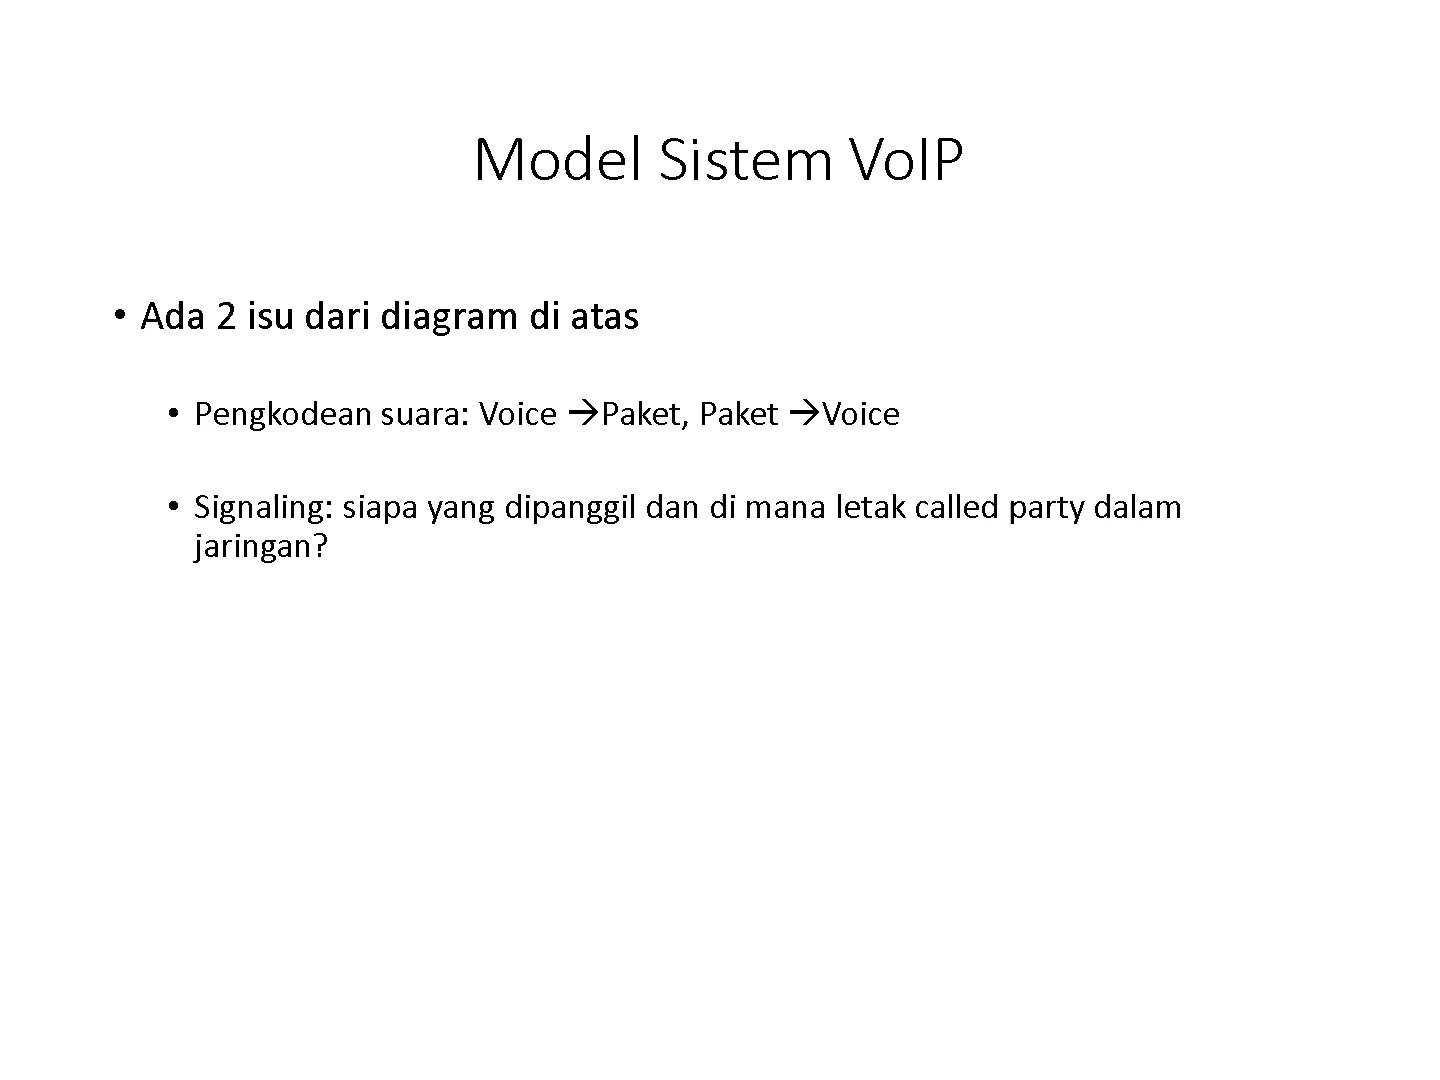 Model Sistem VoIP
• Ada 2 isu dari diagram di atas
• Pengkodean suara: Voice →Paket, Paket →Voice
• Signaling: siapa yang dipanggil dan di mana letak called party dalam
jaringan?